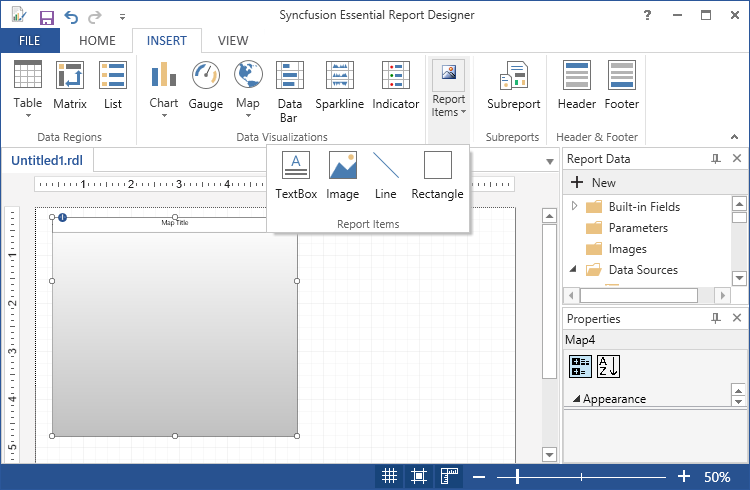 Syncfusion Essential Report Designer
?
FILE HOME INSERT VIEW
Table Matrix List Chart Gauge Map Data Bar Sparkline Indicator Report Items Subreport Header Footer
Data Regions Data Visualizations Subreports Header & Footer
Untitled1.rdl
A
TextBox Image Line Rectangle
Report Items
1 2 3 4
Map Title
1
2
3
4
5
Report Data
New
Built-in Fields
Parameters
Images
Data Sources
Properties
Map4
A Z
Appearance
50%